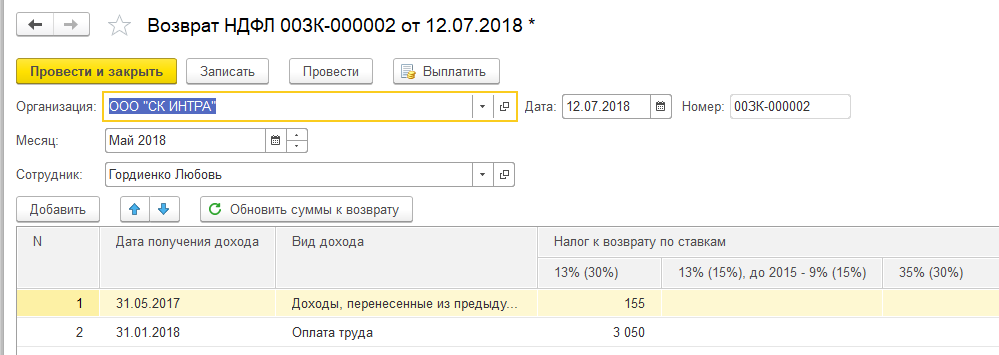 Возврат НДФЛ 00ЗК-000002 от 12.07.2018 *
Провести и закрыть Записать Провести Выплатить
Организация: ООО "СК ИНТРА" Дата: 12.07.2018 Номер: 00ЗК-000002
Месяц: Май 2018
Сотрудник: Гордиенко Любовь
Добавить Обновить суммы к возврату
N Дата получения дохода Вид дохода Налог к возврату по ставкам
13% (30%) 13% (15%), до 2015 - 9% (15%) 35% (30%)
1 31.05.2017 Доходы, перенесенные из предыду... 155
2 31.01.2018 Оплата труда 3 050